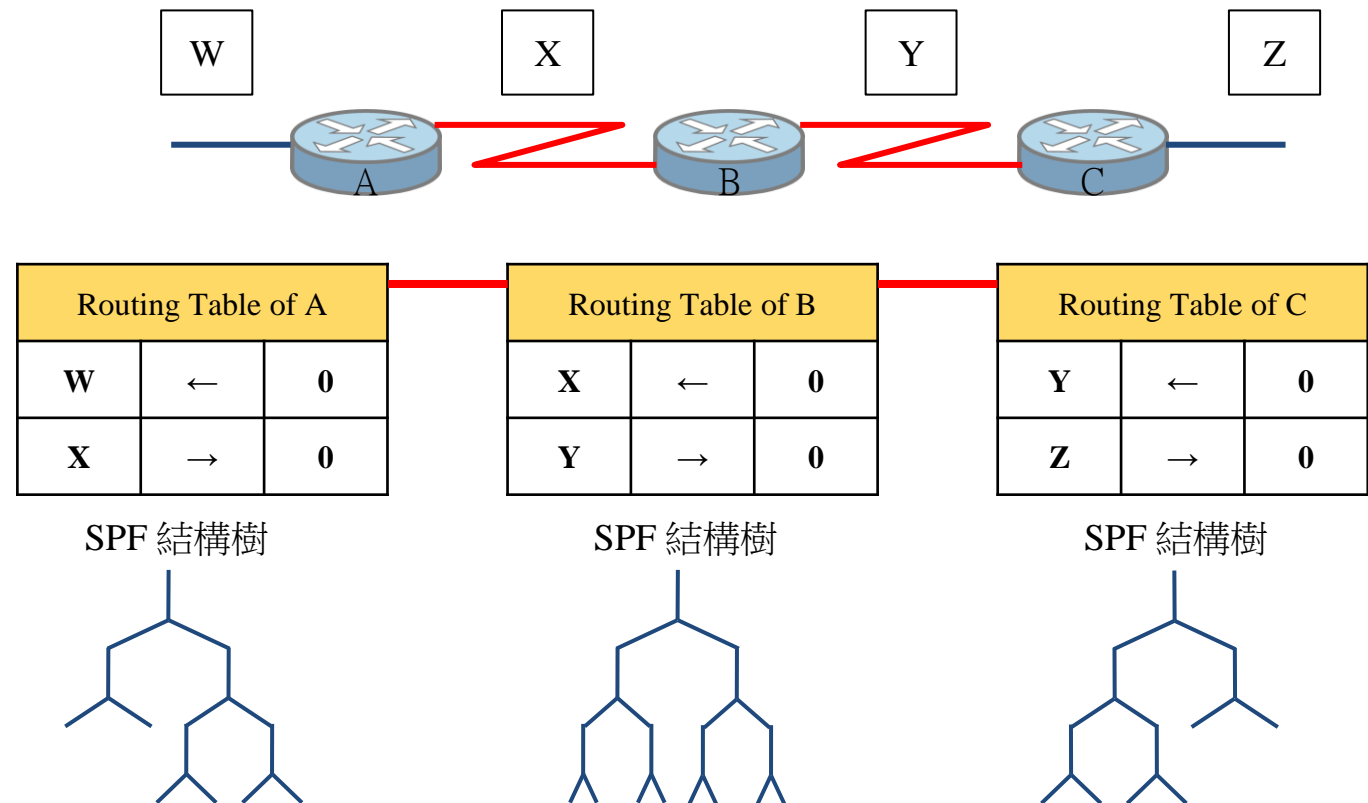 W X Y Z
A B C
Routing Table of A
W ← 0
X → 0
Routing Table of B
X ← 0
Y → 0
Routing Table of C
Y ← 0
Z → 0
SPF 結構樹
SPF 結構樹
SPF 結構樹